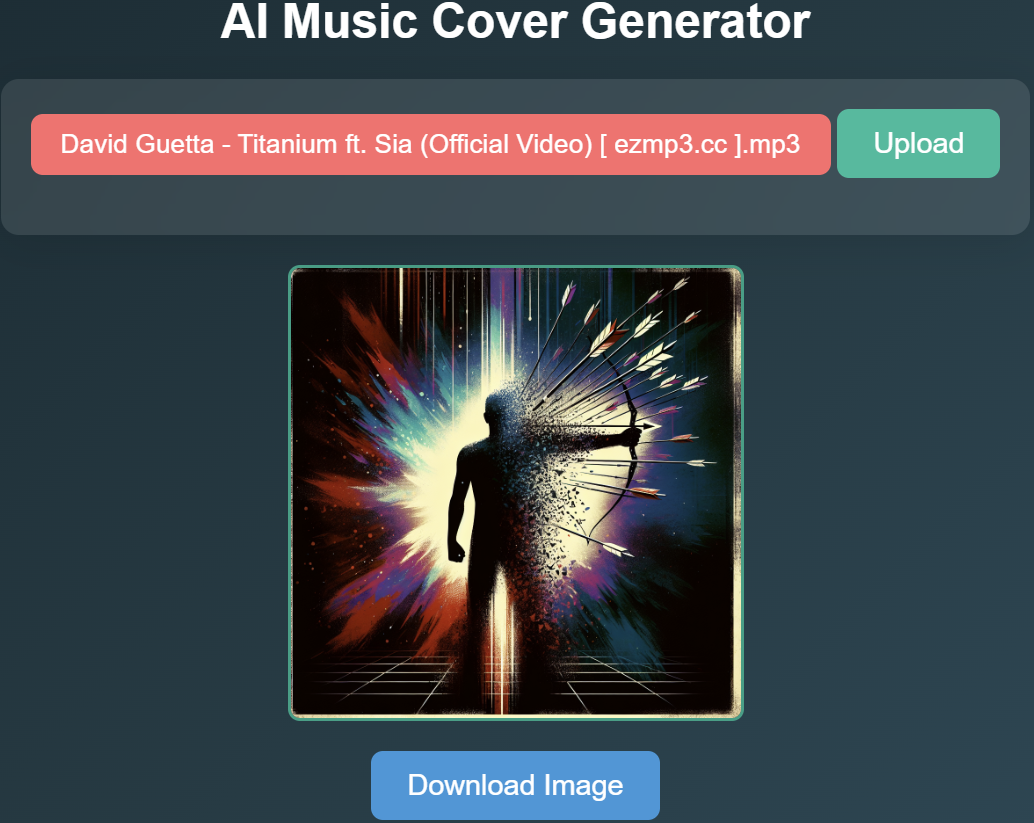 AI Music Cover Generator
David Guetta - Titanium ft. Sia (Official Video) [ ezmp3.cc ].mp3
Upload
Download Image